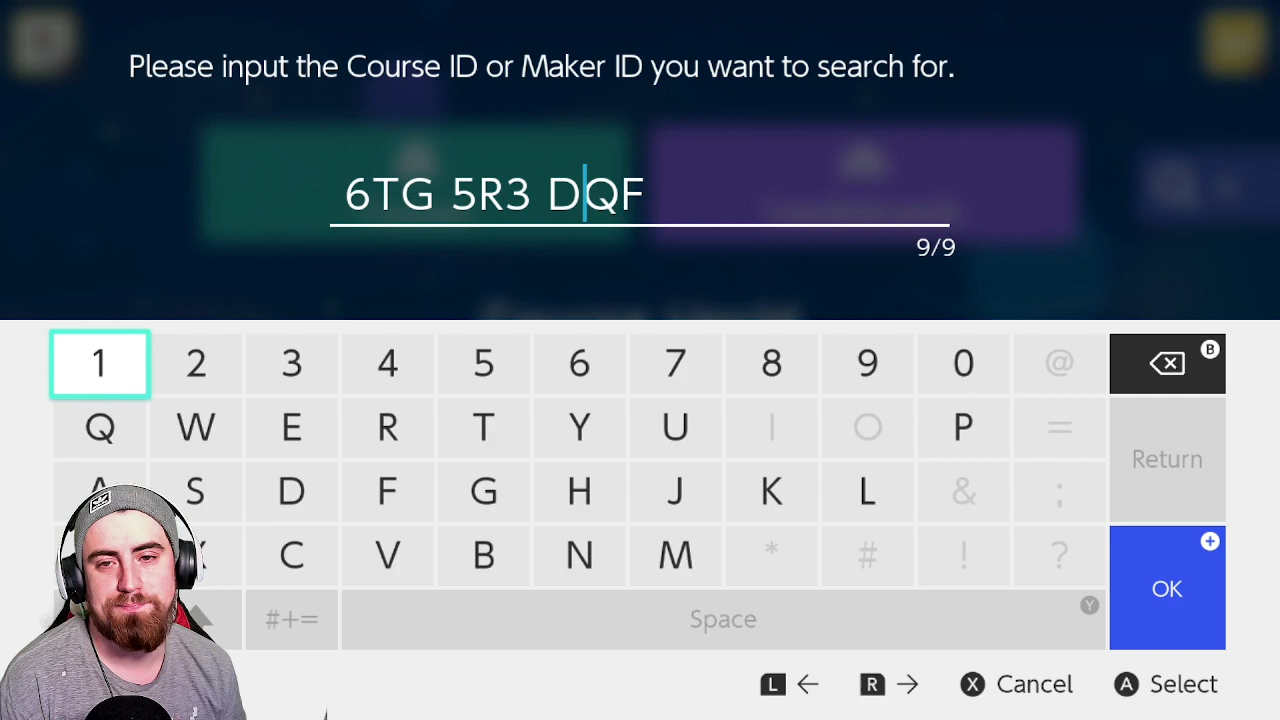 Please input the Course ID or Maker ID you want to search for.
6TG 5R3 DQF
9/9
1 2 3 4 5 6 7 8 9 0 @ B
Q W E R T Y U I O P = Return
S D F G H J K L & ;
C V B N M * # ! ? + OK
#+= Space Y
L ← R → X Cancel A Select